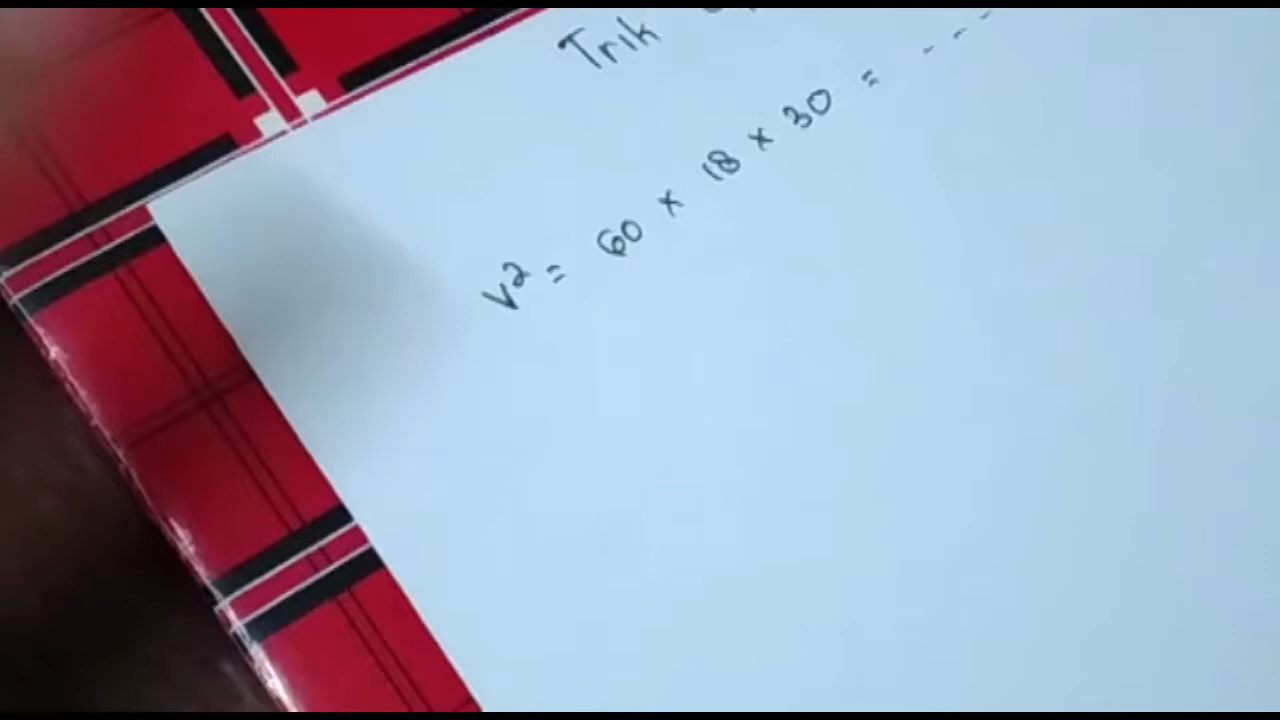 Trik
V² = 60 x 18 x 30 = ---